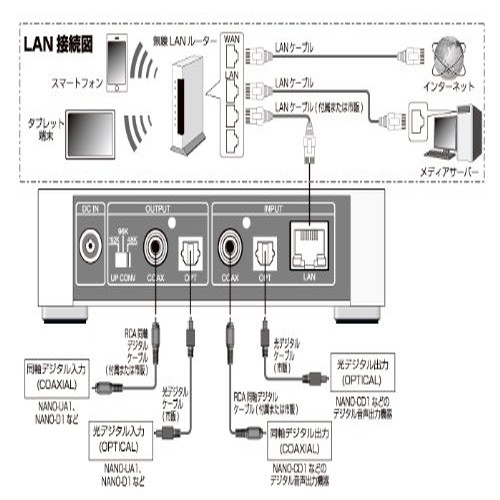 LAN 接続図
スマートフォン
タブレット
端末
無線 LAN ルーター
WAN
LAN
LAN ケーブル
LAN ケーブル
LAN ケーブル (付属または市販)
インターネット
メディアサーバー
DC IN
OUTPUT
INPUT
96K
192K
48K
UP CONV
COAX
OPT
COAX
OPT
LAN
RCA 同軸
デジタル
ケーブル
(付属または市販)
光デジタル
ケーブル
(市販)
同軸デジタル入力
(COAXIAL)
NANO-UA1、
NANO-D1 など
光デジタル
ケーブル
(市販)
光デジタル入力
(OPTICAL)
NANO-UA1、
NANO-D1 など
RCA 同軸デジタル
ケーブル (付属または市販)
同軸デジタル出力
(COAXIAL)
NANO-CD1 などの
デジタル音声出力機器
光デジタル出力
(OPTICAL)
NANO-CD1 などの
デジタル音声出力機器